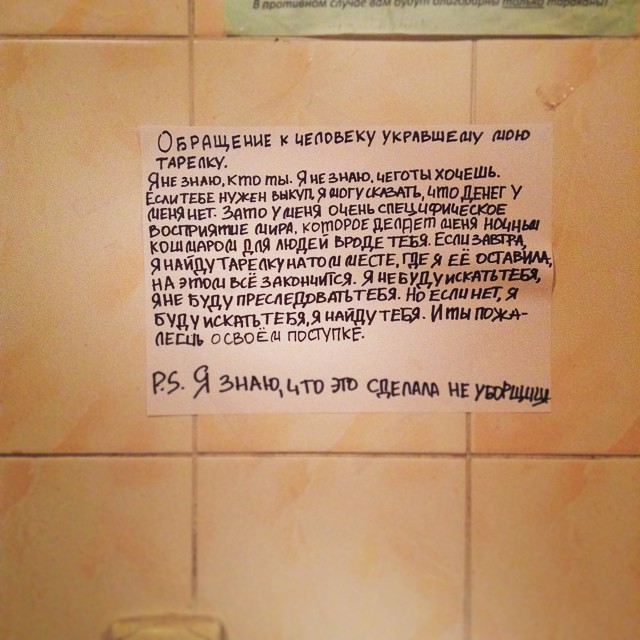 В противном случае вам будут благодарны только тараканы!
ОБРАЩЕНИЕ К ЧЕЛОВЕКУ УКРАВШЕМУ МОЮ
ТАРЕЛКУ.
Я НЕ ЗНАЮ, КТО ТЫ. Я НЕ ЗНАЮ, ЧЕГО ТЫ ХОЧЕШЬ.
ЕСЛИ ТЕБЕ НУЖЕН ВЫКУП, Я МОГУ СКАЗАТЬ, ЧТО ДЕНЕГ У
МЕНЯ НЕТ. ЗАТО У МЕНЯ ОЧЕНЬ СПЕЦИФИЧЕСКОЕ
ВОСПРИЯТИЕ МИРА, КОТОРОЕ ДЕЛАЕТ МЕНЯ НОЧНЫМ
КОШМАРОМ ДЛЯ ЛЮДЕЙ ВРОДЕ ТЕБЯ. ЕСЛИ ЗАВТРА,
Я НАЙДУ ТАРЕЛКУ НА ТОМ МЕСТЕ, ГДЕ Я ЕЁ ОСТАВИЛА,
НА ЭТОМ ВСЁ ЗАКОНЧИТСЯ. Я НЕ БУДУ ИСКАТЬ ТЕБЯ,
Я НЕ БУДУ ПРЕСЛЕДОВАТЬ ТЕБЯ. НО ЕСЛИ НЕТ, Я
БУДУ ИСКАТЬ ТЕБЯ, Я НАЙДУ ТЕБЯ. И ТЫ ПОЖА-
ЛЕЕШЬ О СВОЁМ ПОСТУПКЕ.
P.S. Я ЗНАЮ, ЧТО ЭТО СДЕЛАЛА НЕ УБОРЩИЦА